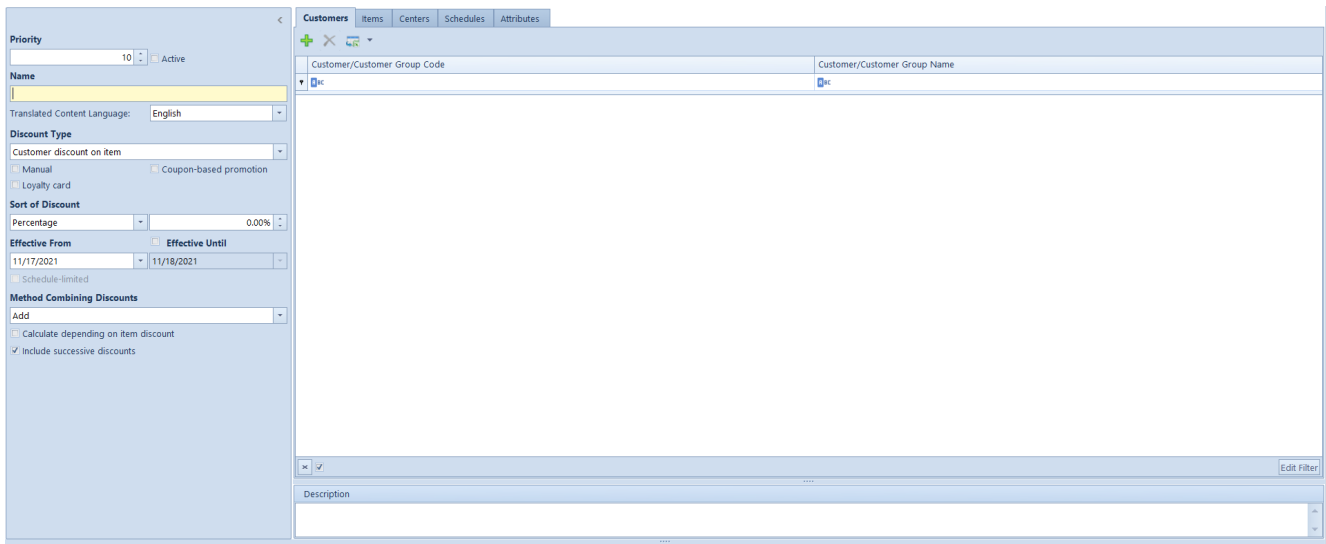 Priority
10
Active
Name
Translated Content Language:
English
Discount Type
Customer discount on item
Manual
Coupon-based promotion
Loyalty card
Sort of Discount
Percentage
0.00%
Effective From
Effective Until
11/17/2021
11/18/2021
Schedule-limited
Method Combining Discounts
Add
Calculate depending on item discount
Include successive discounts
Customers
Items
Centers
Schedules
Attributes
Customer/Customer Group Code
Customer/Customer Group Name
Edit Filter
Description